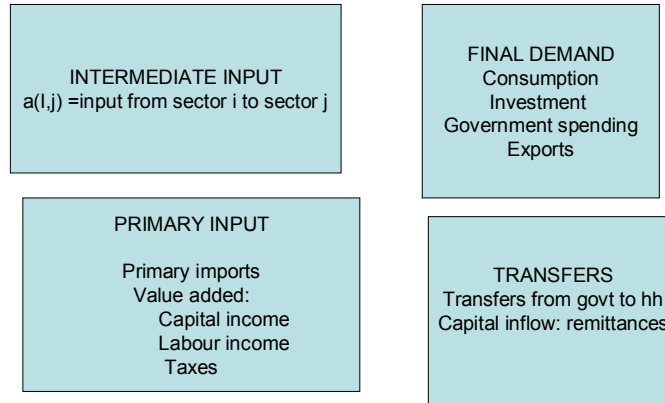 INTERMEDIATE INPUT
a(I,j) =input from sector i to sector j
FINAL DEMAND
Consumption
Investment
Government spending
Exports
PRIMARY INPUT
Primary imports
Value added:
Capital income
Labour income
Taxes
TRANSFERS
Transfers from govt to hh
Capital inflow: remittances